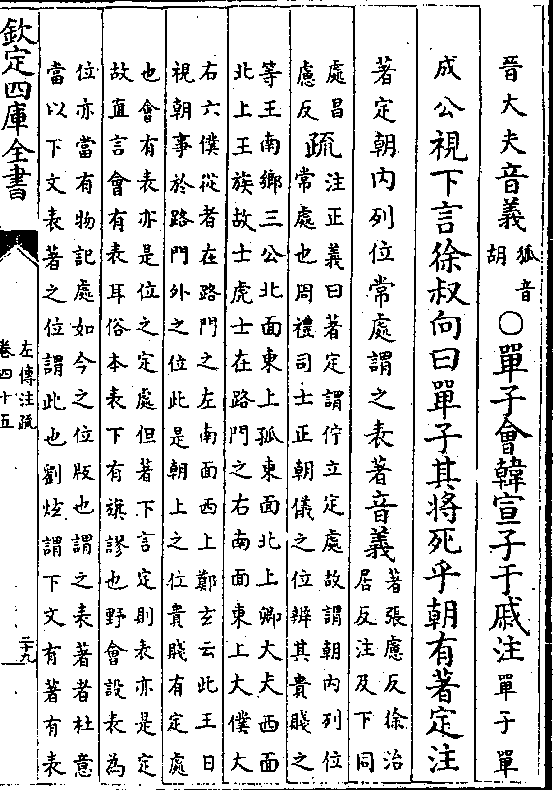 晉大夫音義狐音胡○單子會韓宣子于戚注單子單
成公視下言徐叔向曰單子其將死乎朝有著定注
著定朝內列位常處謂之表著音義著張慮反徐治
居反注及下同
處昌
慮反
疏
注正義曰著定謂佇立定處故謂朝內列位
常處也周禮司士正朝儀之位辨其貴賤之
等王南鄉三公北面東上孤東面北上卿大夫西面
北上王族故士虎士在路門之右南面東上大僕大
右六僕從者在路門之左南面西上鄭玄云此王日
視朝事於路門外之位此是朝上之位貴賤有定處
也會有表亦是位之定處但著下言定則表亦是定
故直言會有表耳俗本表下有旗謬也野會設表為
位亦當有物記處如今之位版也謂之表著者杜意
當以下文表著之位謂此也劉炫謂下文有著有表
欽定四庫全書
左傳注疏
卷四十五
二十九